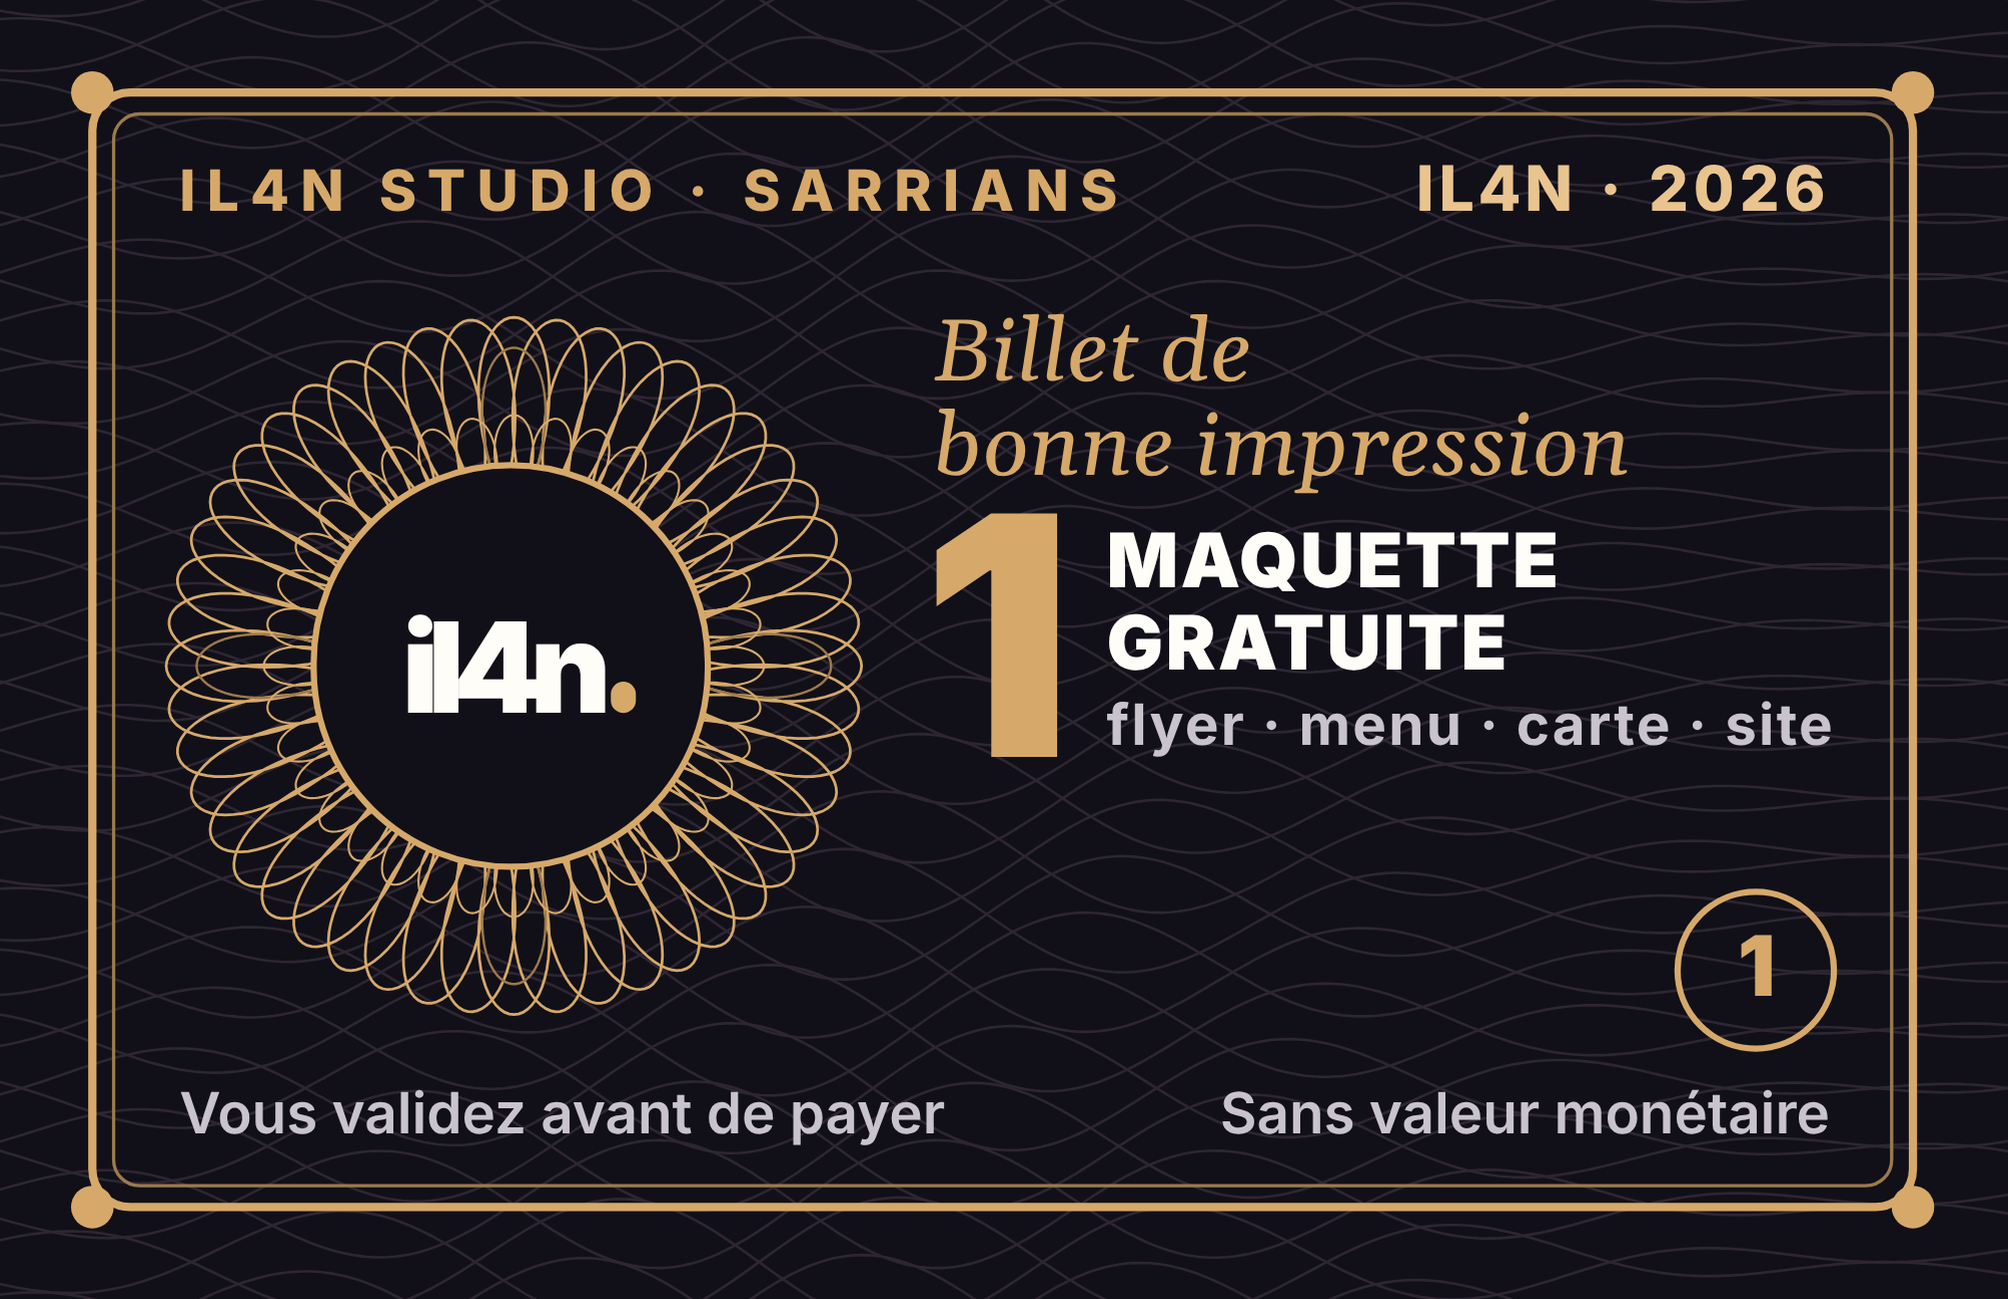 IL4N STUDIO · SARRIANS
IL4N · 2026
Billet de
bonne impression
1
MAQUETTE
GRATUITE
flyer · menu · carte · site
il4n.
1
Vous validez avant de payer
Sans valeur monétaire